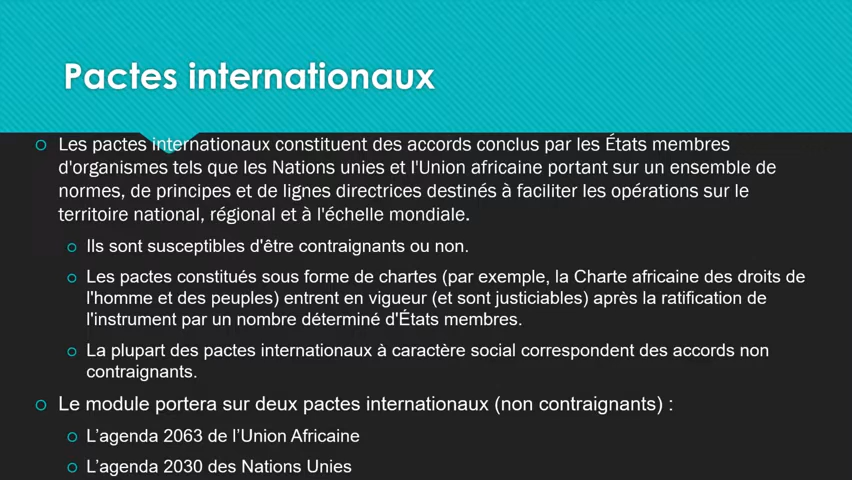 Pactes internationaux
Les pactes internationaux constituent des accords conclus par les États membres
d'organismes tels que les Nations unies et l'Union africaine portant sur un ensemble de
normes, de principes et de lignes directrices destinés à faciliter les opérations sur le
territoire national, régional et à l'échelle mondiale.
Ils sont susceptibles d'être contraignants ou non.
Les pactes constitués sous forme de chartes (par exemple, la Charte africaine des droits de
l'homme et des peuples) entrent en vigueur (et sont justiciables) après la ratification de
l'instrument par un nombre déterminé d'États membres.
La plupart des pactes internationaux à caractère social correspondent des accords non
contraignants.
Le module portera sur deux pactes internationaux (non contraignants) :
L’agenda 2063 de l’Union Africaine
L’agenda 2030 des Nations Unies